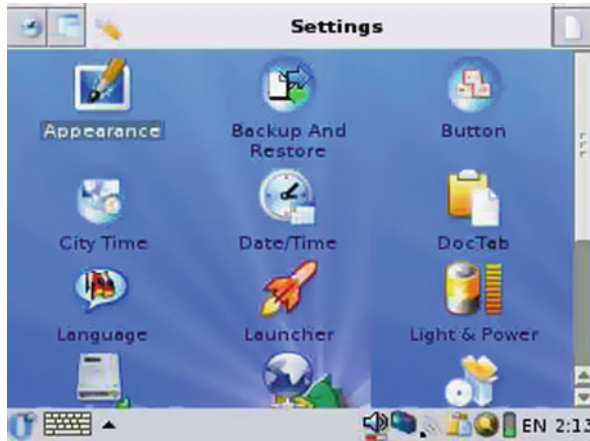 Settings
Appearance
Backup And
Restore
Button
City Time
Date/Time
DocTab
Language
Launcher
Light & Power
EN 2:13